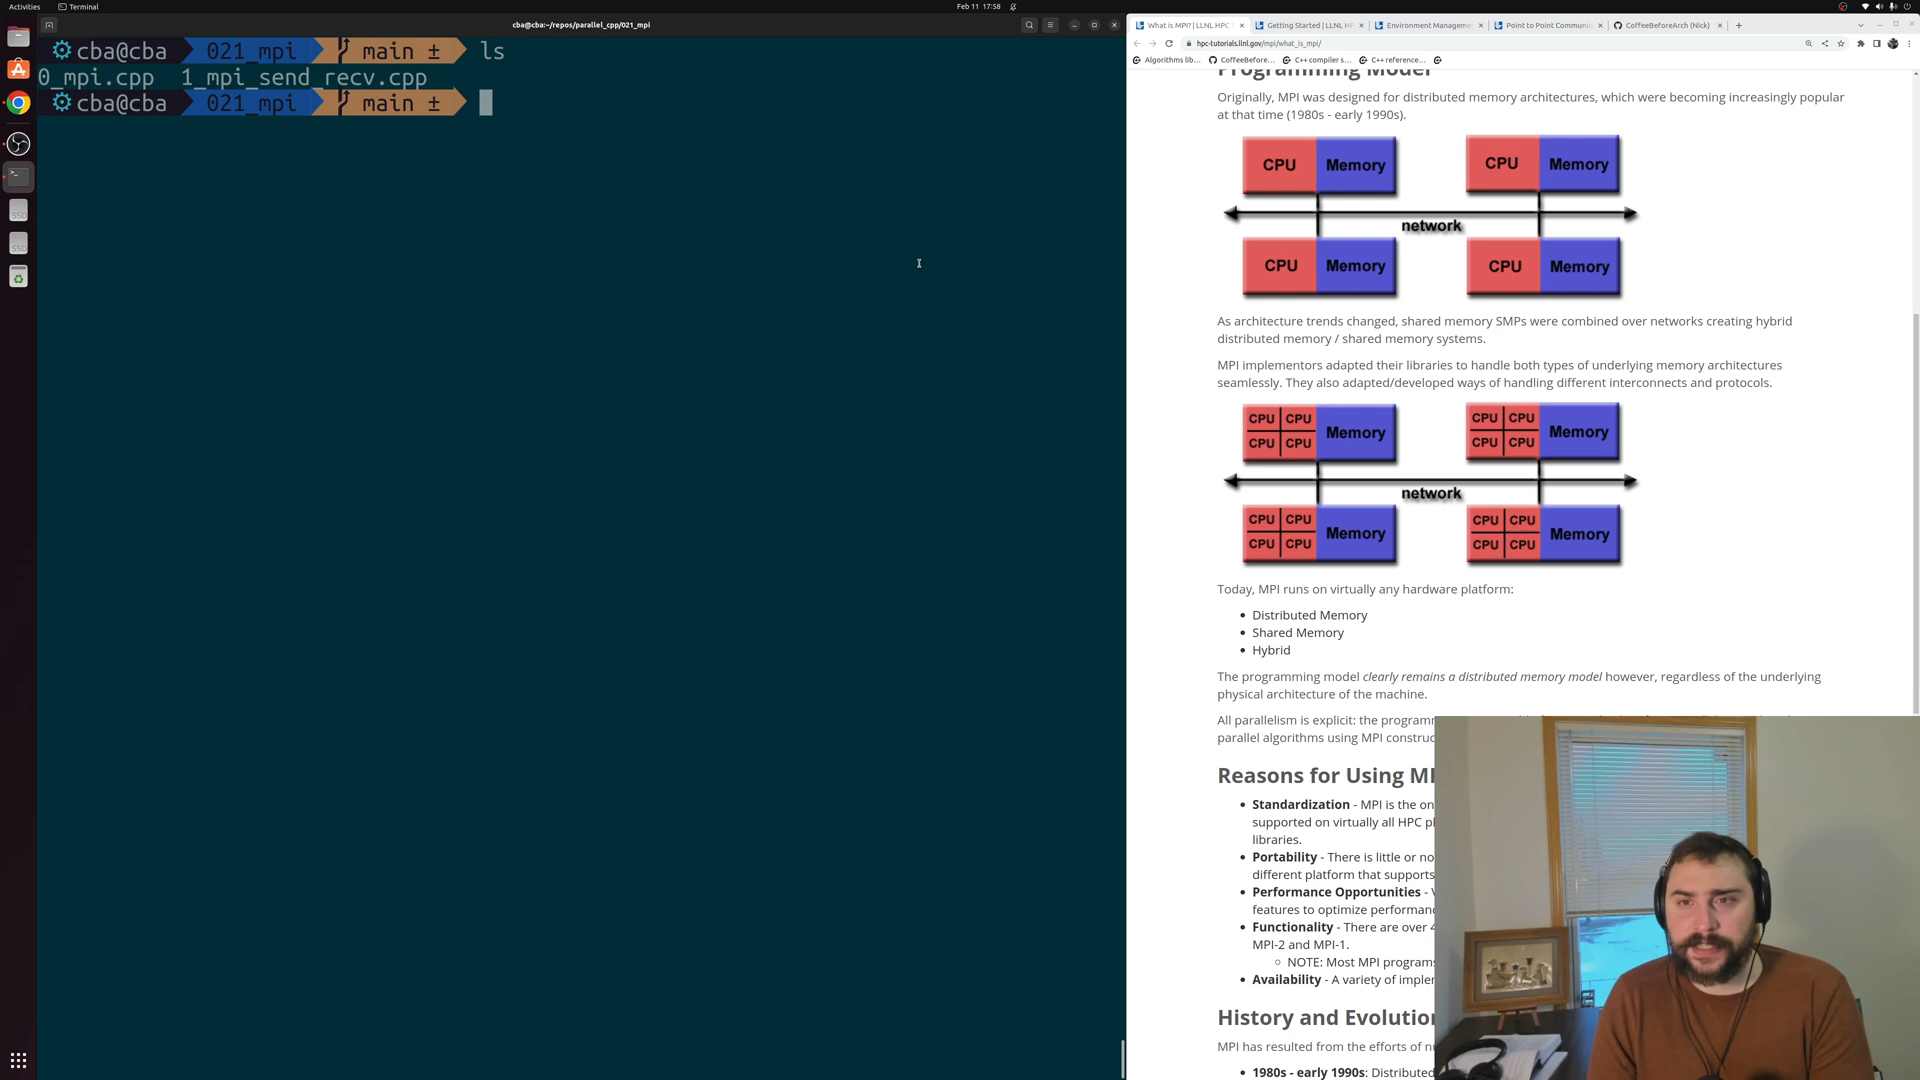 Activities
Terminal
Feb 11 17:58
cba@cba:~/repos/parallel_cpp/021_mpi
cba@cba 021_mpi main ± ls
0_mpi.cpp 1_mpi_send_recv.cpp
cba@cba 021_mpi main ±
SSD
SSD
What is MPI? | LLNL HPC
Getting Started | LLNL HP
Environment Managem
Point to Point Communi
CoffeeBeforeArch (Nick)
hpc-tutorials.llnl.gov/mpi/what_is_mpi/
Algorithms lib...
CoffeeBefore...
C++ compiler s...
C++ reference...
Programming Model
Originally, MPI was designed for distributed memory architectures, which were becoming increasingly popular
at that time (1980s - early 1990s).
CPU Memory CPU Memory
network
CPU Memory CPU Memory
As architecture trends changed, shared memory SMPs were combined over networks creating hybrid
distributed memory / shared memory systems.
MPI implementors adapted their libraries to handle both types of underlying memory architectures
seamlessly. They also adapted/developed ways of handling different interconnects and protocols.
CPU CPU CPU CPU Memory CPU CPU CPU CPU Memory
network
CPU CPU CPU CPU Memory CPU CPU CPU CPU Memory
Today, MPI runs on virtually any hardware platform:
Distributed Memory
Shared Memory
Hybrid
The programming model clearly remains a distributed memory model however, regardless of the underlying
physical architecture of the machine.
All parallelism is explicit: the programm
parallel algorithms using MPI construc
Reasons for Using MP
Standardization - MPI is the on
supported on virtually all HPC pl
libraries.
Portability - There is little or no
different platform that supports
Performance Opportunities - V
features to optimize performanc
Functionality - There are over 4
MPI-2 and MPI-1.
NOTE: Most MPI programs
Availability - A variety of implem
History and Evolution
MPI has resulted from the efforts of n
1980s - early 1990s: Distributed